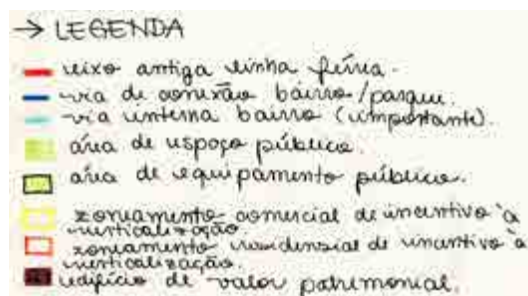 → LEGENDA
eixo antiga linha férrea.
via de conexão bairro/parque.
via interna bairro (importante).
área de espaço público.
área de equipamento público.
zoneamento comercial de incentivo à
verticalização.
zoneamento residencial de incentivo à
verticalização.
edifício de valor patrimonial.